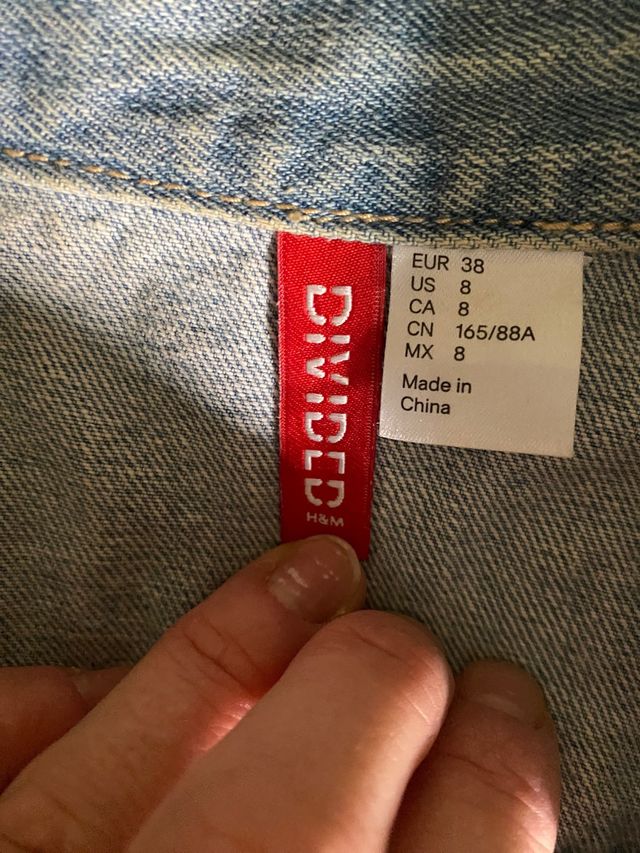 DIVIDED
H&M
EUR 38
US 8
CA 8
CN 165/88A
MX 8
Made in
China